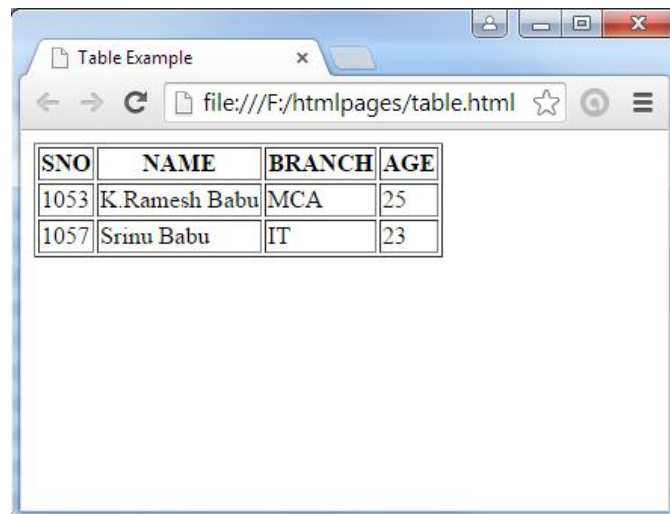 Table Example
file:///F:/htmlpages/table.html
SNO NAME BRANCH AGE
1053 K.Ramesh Babu MCA 25
1057 Srinu Babu IT 23